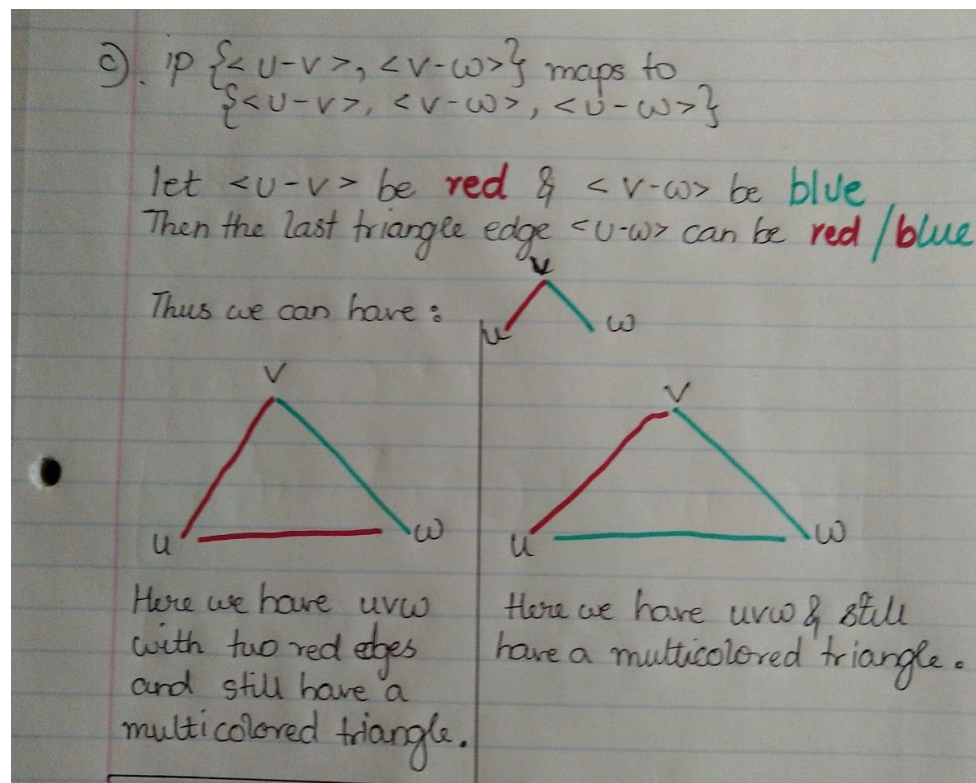 c). ip {<u-v>, <v-w>} maps to
{<u-v>, <v-w>, <u-w>}
let <u-v> be red & <v-w> be blue
Then the last triangle edge <u-w> can be red/blue
Thus we can have:
v
u
w
v
u
w
v
u
w
Here we have uvw
with two red edges
and still have a
multicolored triangle.
Here we have uvw & still
have a multicolored triangle.